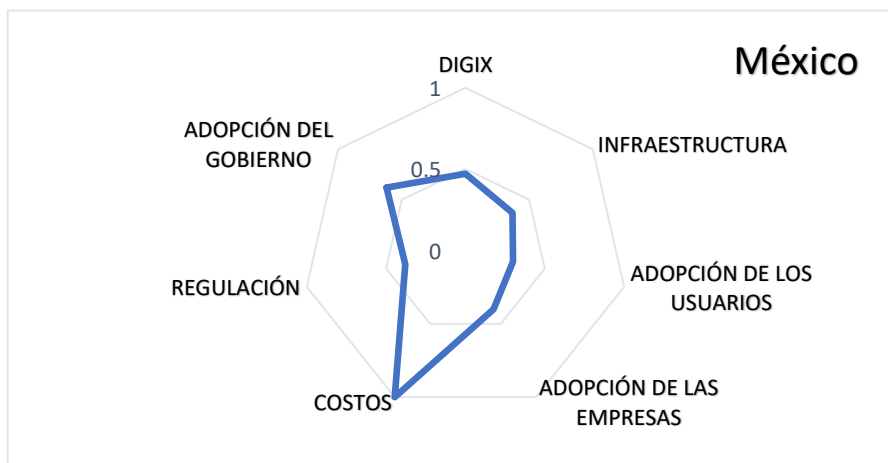 México
DIGIX
1
ADOPCIÓN DEL
GOBIERNO
INFRAESTRUCTURA
0.5
0
ADOPCIÓN DE LOS
USUARIOS
REGULACIÓN
ADOPCIÓN DE LAS
EMPRESAS
COSTOS